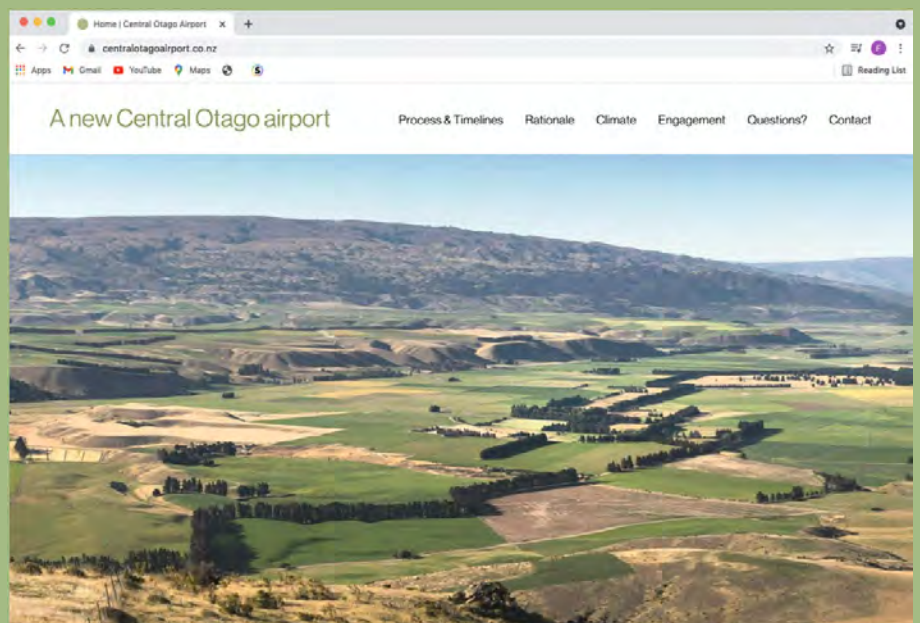 Home | Central Otago Airport
centralotagoairport.co.nz
Apps Gmail YouTube Maps Reading List
A new Central Otago airport Process & Timelines Rationale Climate Engagement Questions? Contact